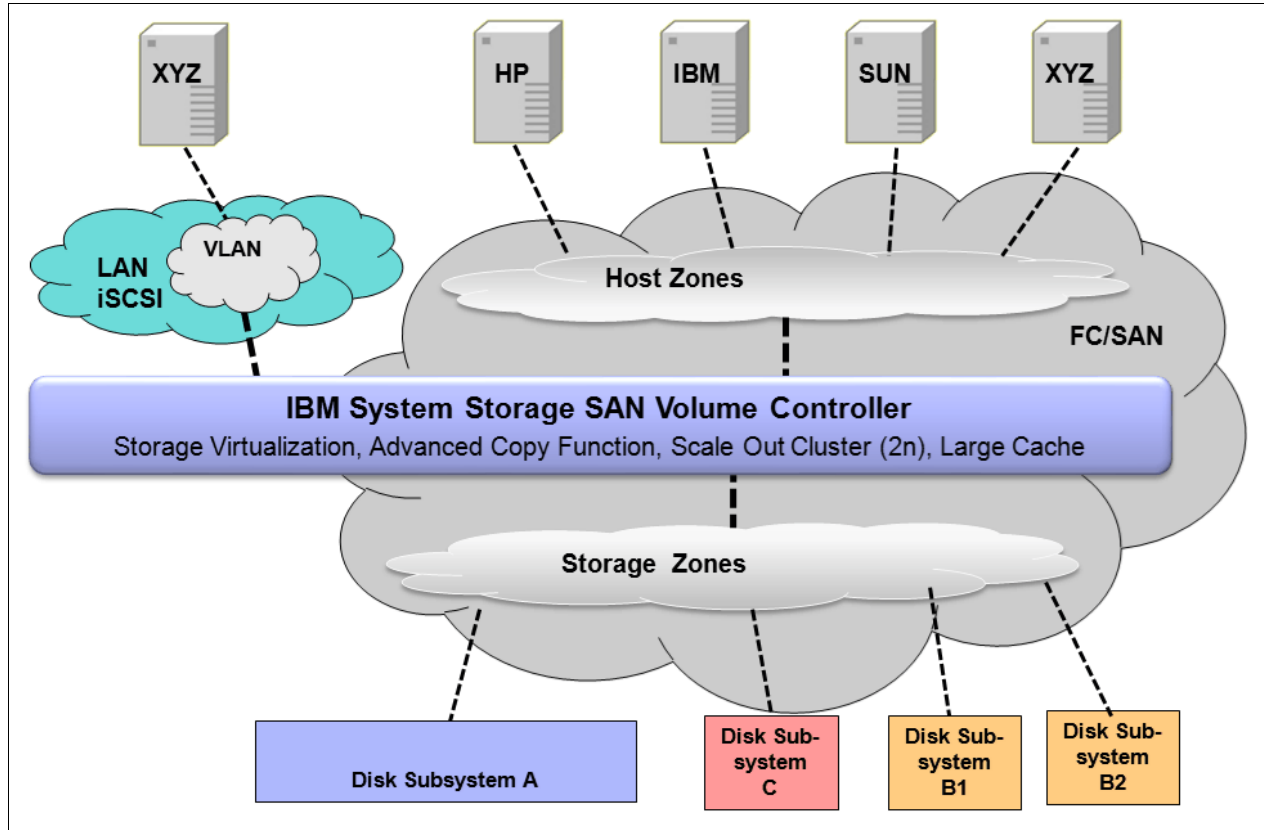 XYZ
HP
IBM
SUN
XYZ
VLAN
LAN
iSCSI
Host Zones
FC/SAN
IBM System Storage SAN Volume Controller
Storage Virtualization, Advanced Copy Function, Scale Out Cluster (2n), Large Cache
Storage Zones
Disk Subsystem A
Disk Sub-
system
C
Disk Sub-
system
B1
Disk Sub-
system
B2